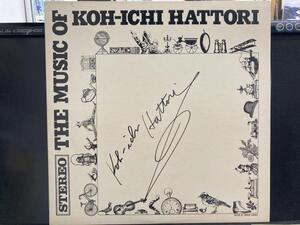 STEREO THE MUSIC OF KOH-ICHI HATTORI
Koh-ichi Hattori